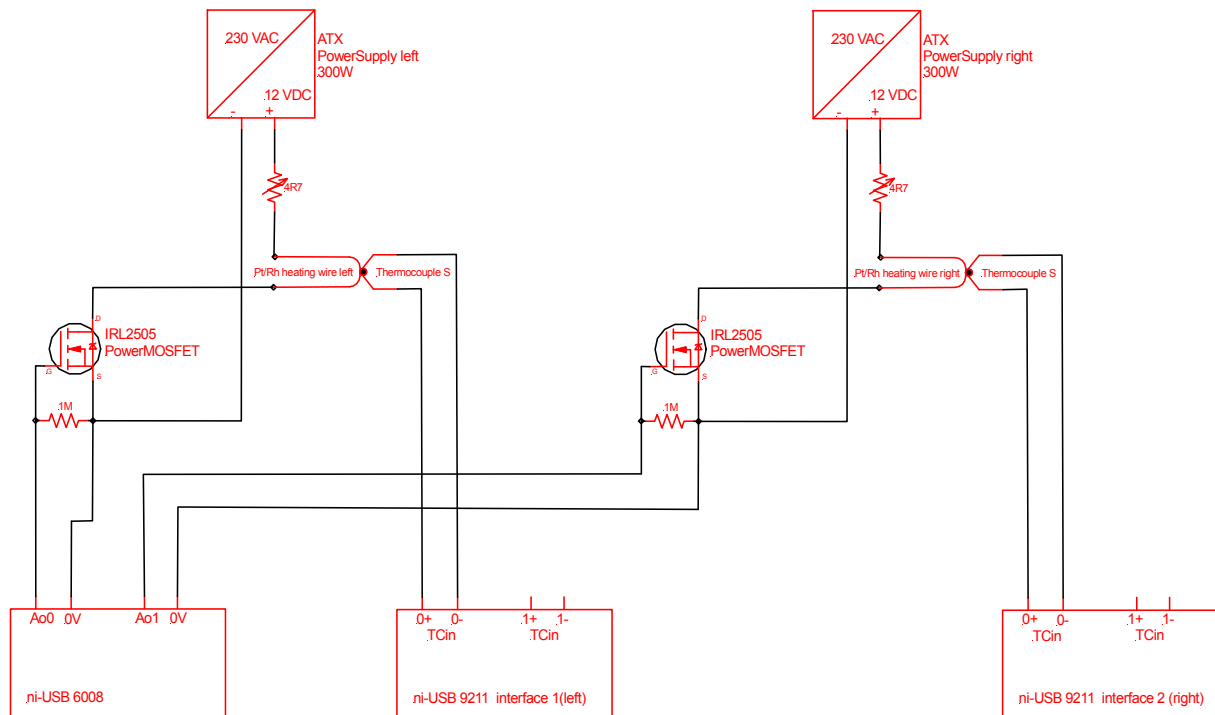 230 VAC
12 VDC
-
+
ATX
PowerSupply left
300W
230 VAC
12 VDC
-
+
ATX
PowerSupply right
300W
4R7
4R7
Pt/Rh heating wire left
Thermocouple S
Pt/Rh heating wire right
Thermocouple S
D
G
S
IRL2505
PowerMOSFET
D
G
S
IRL2505
PowerMOSFET
1M
1M
Ao0 0V Ao1 0V
ni-USB 6008
0+ 0- 1+ 1-
TCin TCin
ni-USB 9211 interface 1(left)
0+ 0- 1+ 1-
TCin TCin
ni-USB 9211 interface 2 (right)